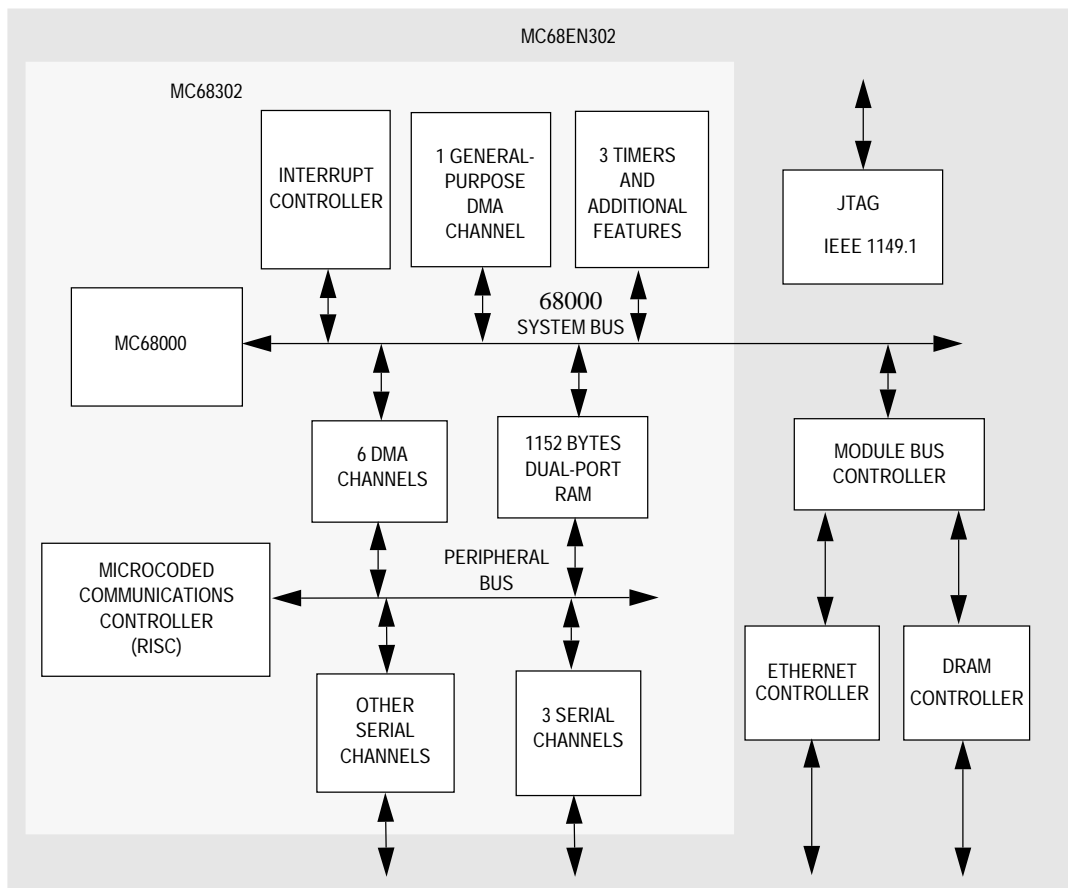 MC68EN302
MC68302
INTERRUPT
CONTROLLER
1 GENERAL-
PURPOSE
DMA
CHANNEL
3 TIMERS
AND
ADDITIONAL
FEATURES
JTAG
IEEE 1149.1
MC68000
68000
SYSTEM BUS
6 DMA
CHANNELS
1152 BYTES
DUAL-PORT
RAM
MODULE BUS
CONTROLLER
MICROCODED
COMMUNICATIONS
CONTROLLER
(RISC)
PERIPHERAL
BUS
OTHER
SERIAL
CHANNELS
3 SERIAL
CHANNELS
ETHERNET
CONTROLLER
DRAM
CONTROLLER